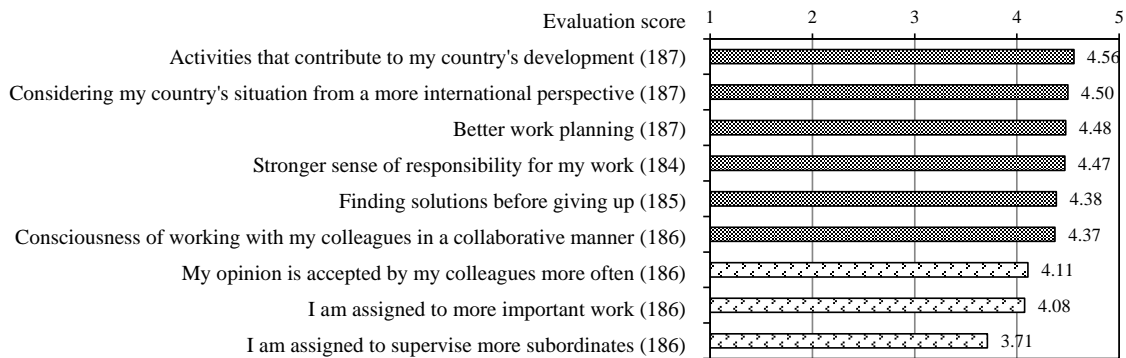 Evaluation score 1 2 3 4 5
Activities that contribute to my country's development (187) 4.56
Considering my country's situation from a more international perspective (187) 4.50
Better work planning (187) 4.48
Stronger sense of responsibility for my work (184) 4.47
Finding solutions before giving up (185) 4.38
Consciousness of working with my colleagues in a collaborative manner (186) 4.37
My opinion is accepted by my colleagues more often (186) 4.11
I am assigned to more important work (186) 4.08
I am assigned to supervise more subordinates (186) 3.71